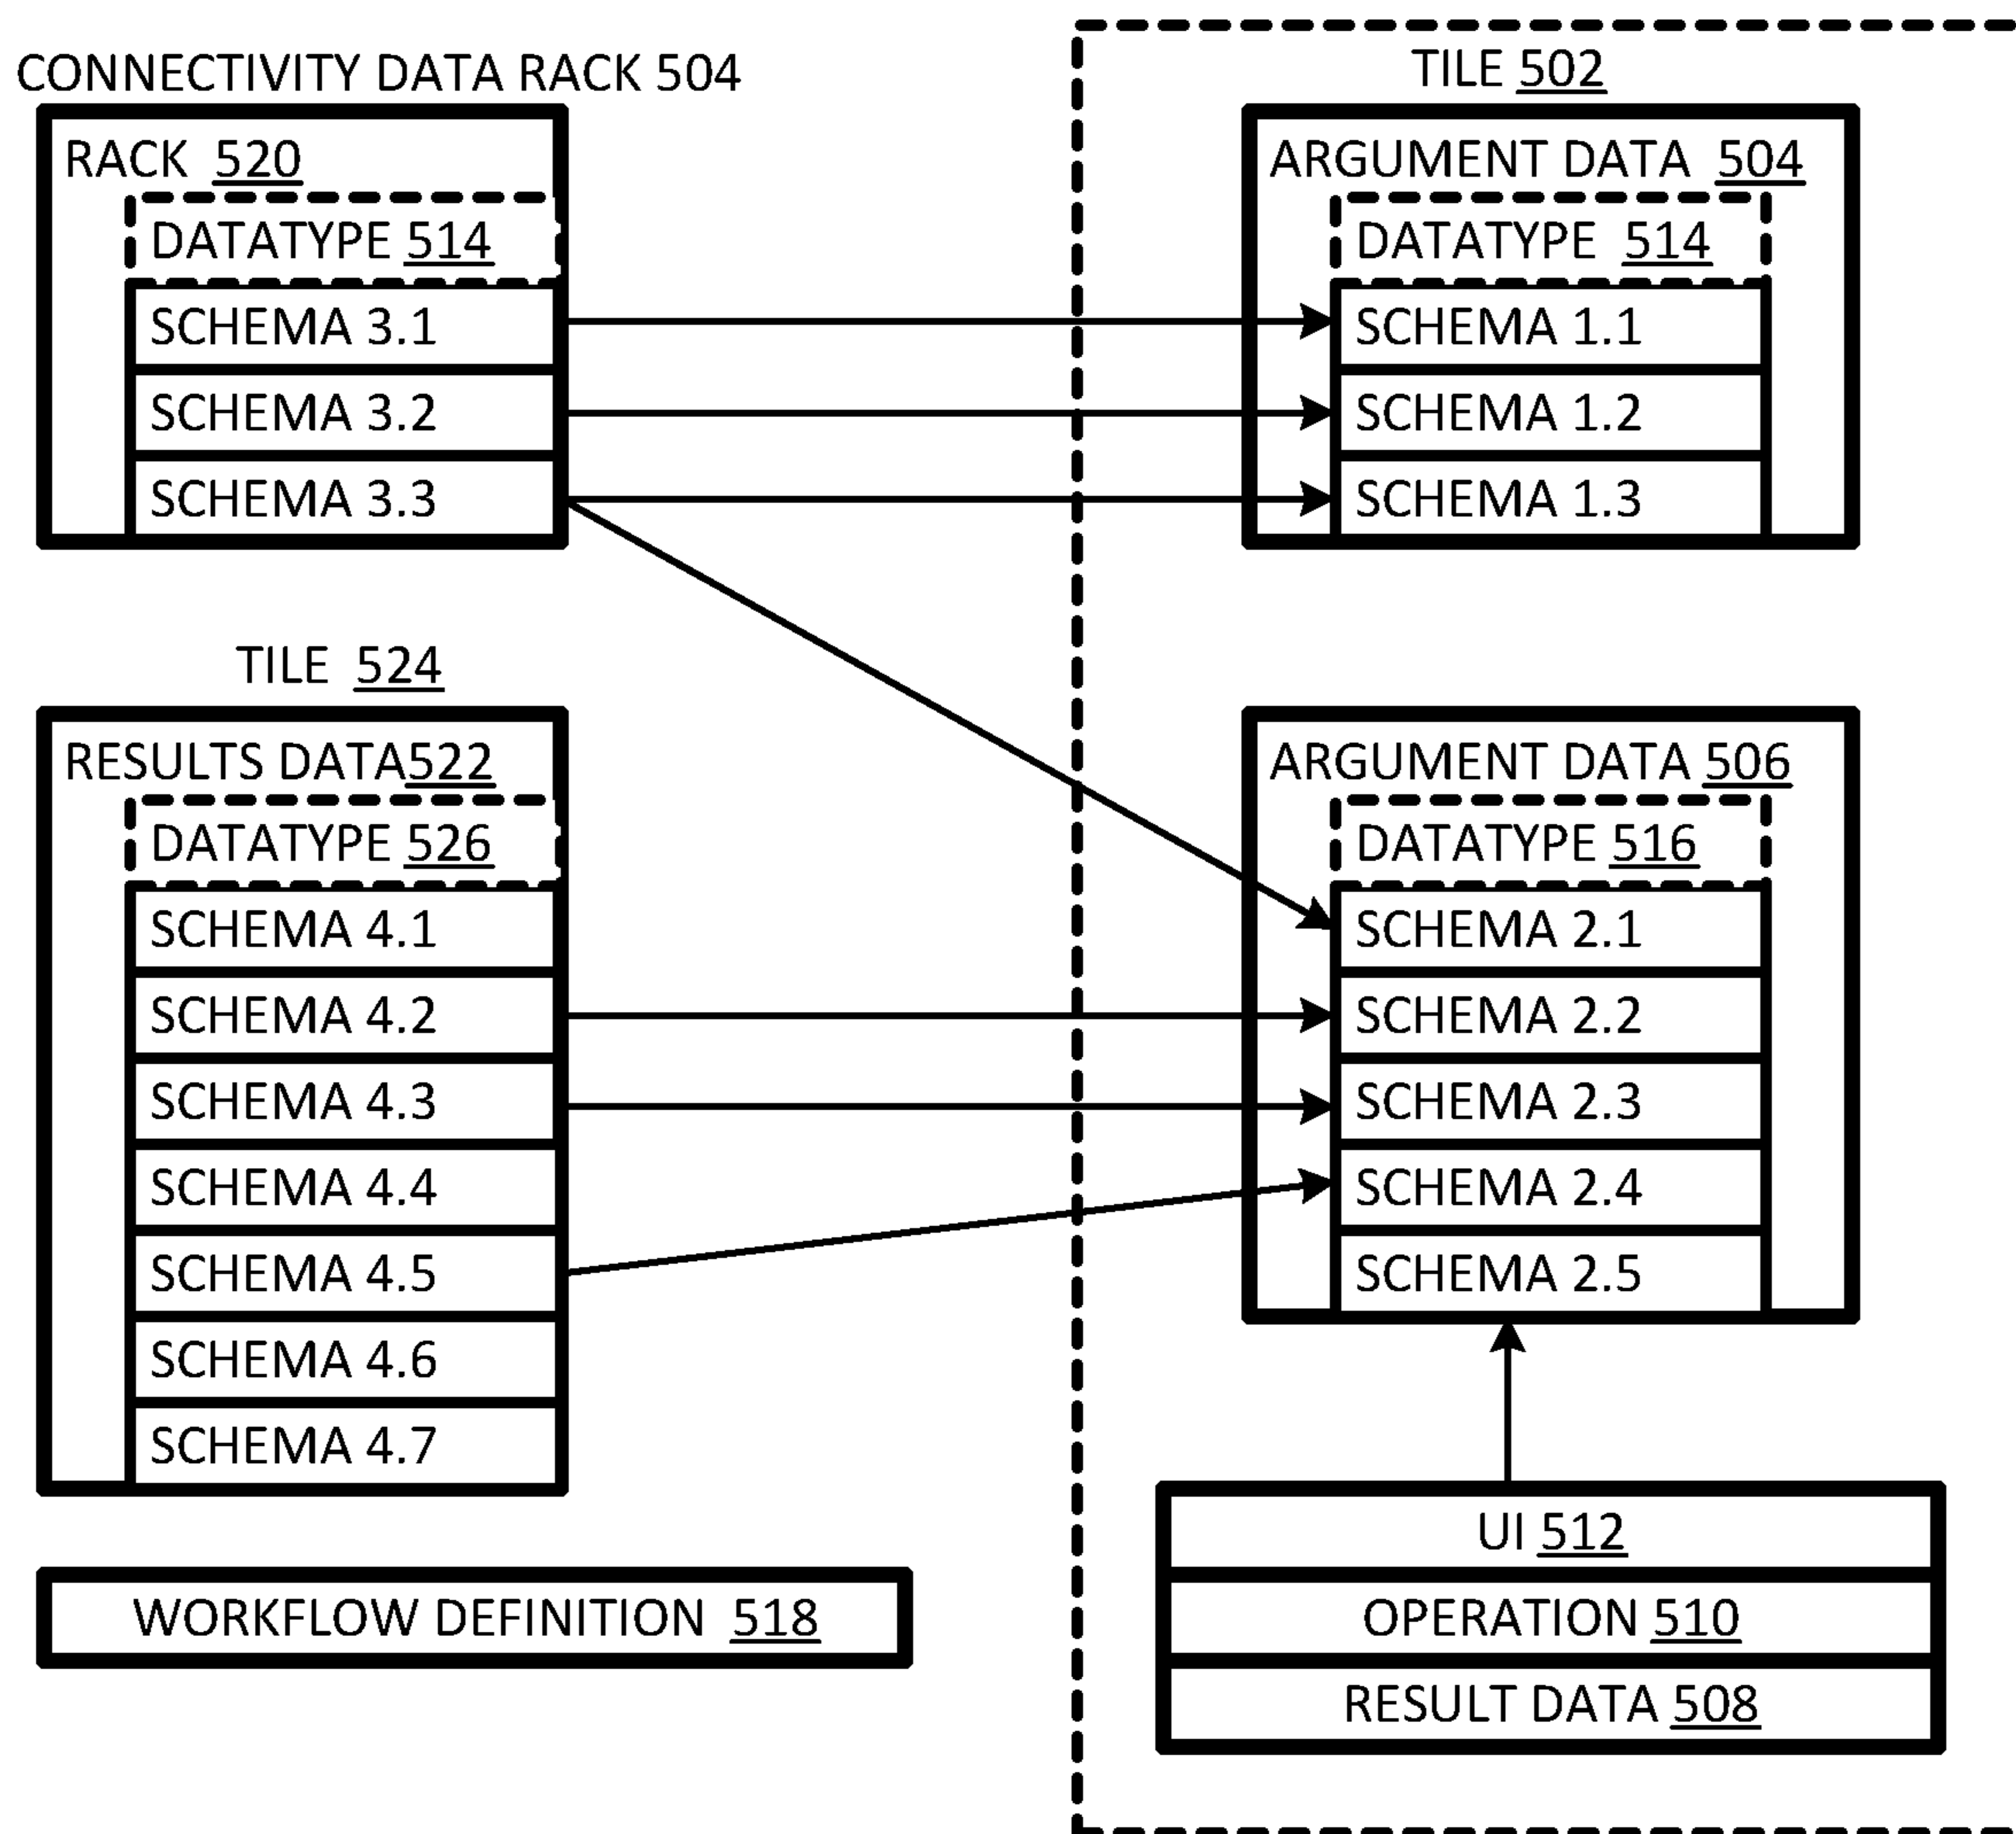 CONNECTIVITY DATA RACK 504
RACK 520
DATATYPE 514
SCHEMA 3.1
SCHEMA 3.2
SCHEMA 3.3
TILE 502
ARGUMENT DATA 504
DATATYPE 514
SCHEMA 1.1
SCHEMA 1.2
SCHEMA 1.3
TILE 524
RESULTS DATA522
DATATYPE 526
SCHEMA 4.1
SCHEMA 4.2
SCHEMA 4.3
SCHEMA 4.4
SCHEMA 4.5
SCHEMA 4.6
SCHEMA 4.7
ARGUMENT DATA 506
DATATYPE 516
SCHEMA 2.1
SCHEMA 2.2
SCHEMA 2.3
SCHEMA 2.4
SCHEMA 2.5
WORKFLOW DEFINITION 518
UI 512
OPERATION 510
RESULT DATA 508